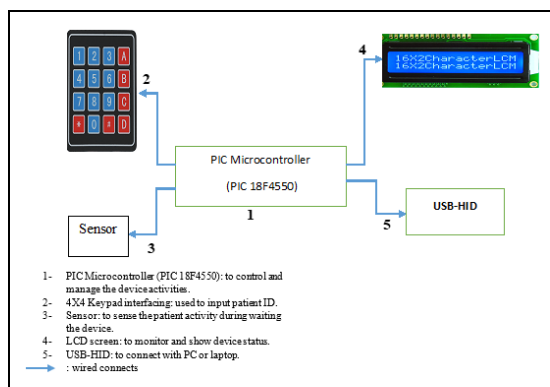 1 2 3 A
4 5 6 B
7 8 9 C
* 0 # D
2
4
16X2CharacterLCM
16X2CharacterLCM
PIC Microcontroller
(PIC 18F4550)
1
USB-HID
5
Sensor
3
1- PIC Microcontroller (PIC 18F4550): to control and
manage the device activities.
2- 4X4 Keypad interfacing: used to input patient ID.
3- Sensor: to sense the patient activity during waiting
the device.
4- LCD screen: to monitor and show device status.
5- USB-HID: to connect with PC or laptop.
: wired connects